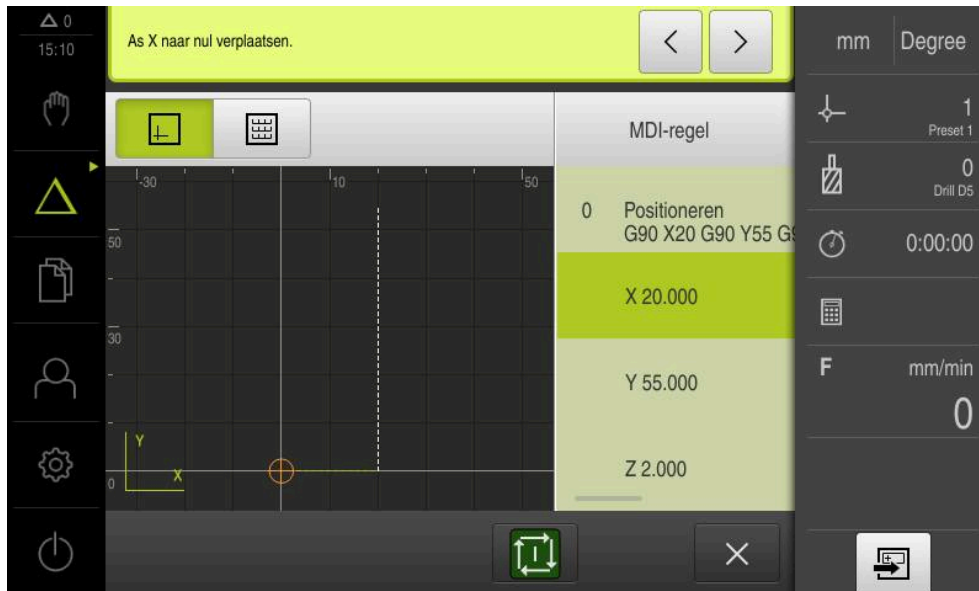 0
15:10
As X naar nul verplaatsen.
mm
Degree
1
Preset 1
0
Drill D5
0:00:00
F
mm/min
0
MDI-regel
0 Positioneren
G90 X20 G90 Y55
X 20.000
Y 55.000
Z 2.000
-30
10
50
50
30
0
Y
X